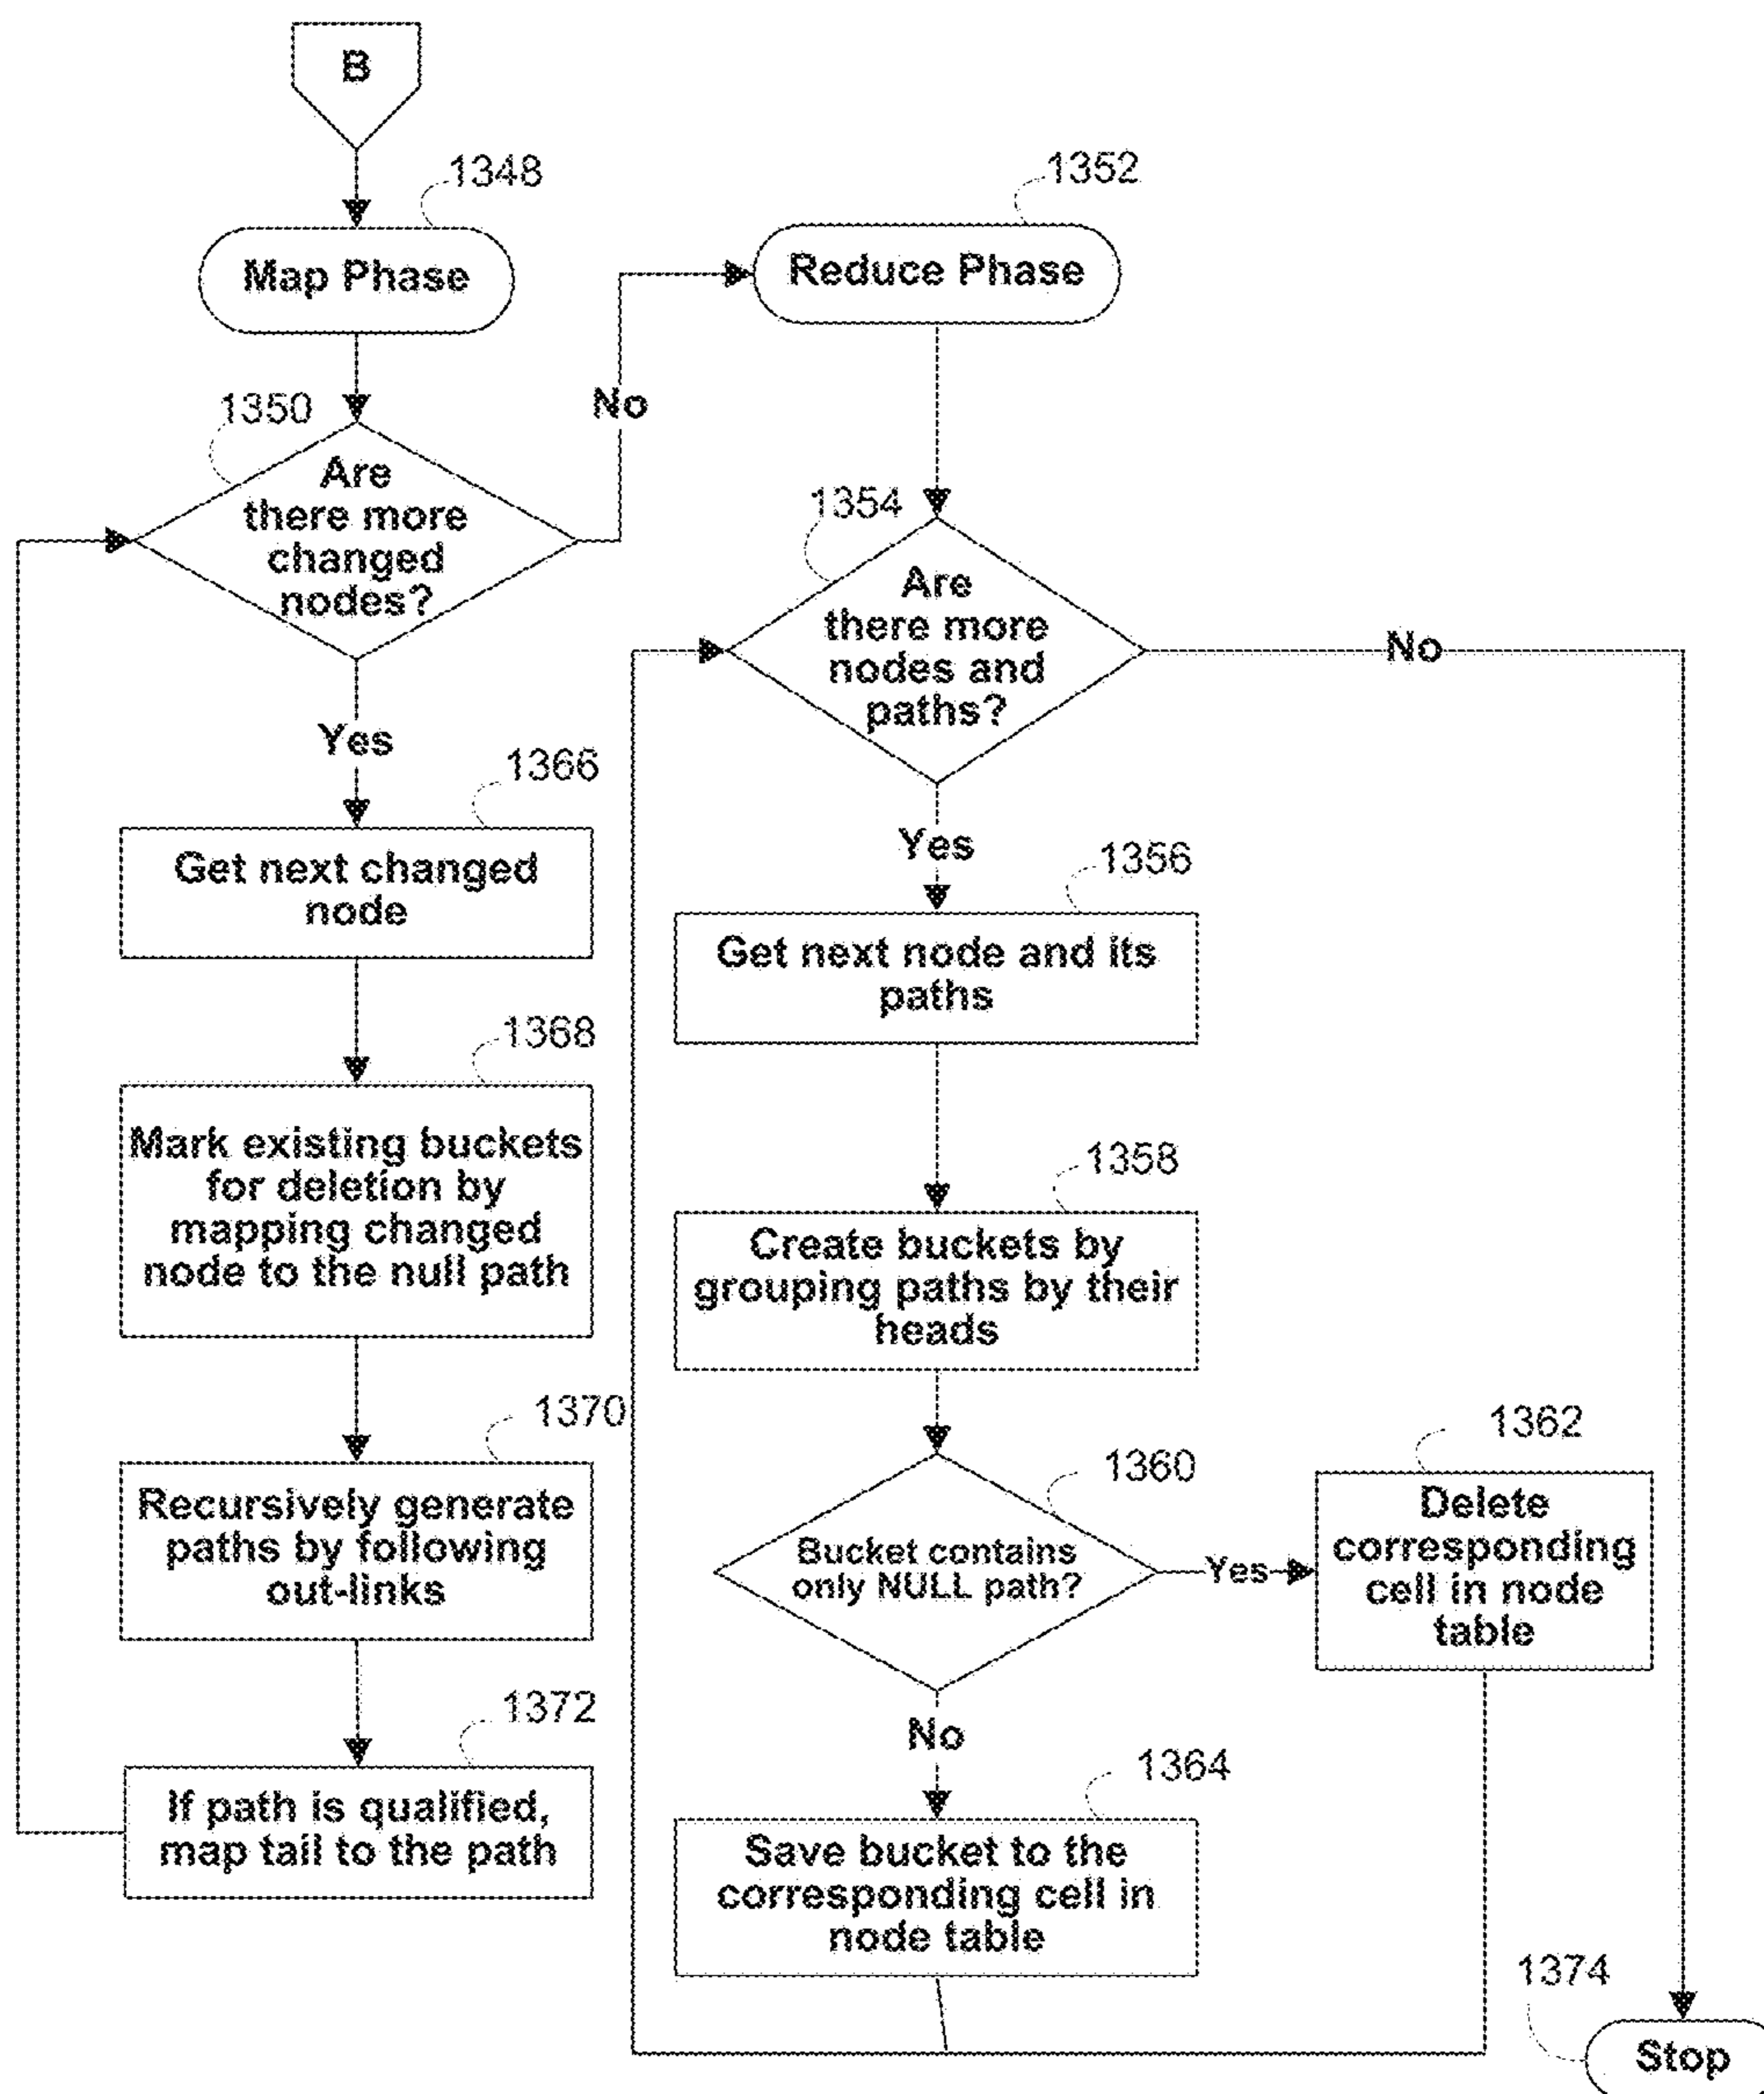 B
1348
Map Phase
1352
Reduce Phase
No
1350
Are
there more
changed
nodes?
1354
Are
there more
nodes and
paths?
No
Yes
1366
Get next changed
node
Yes
1356
Get next node and its
paths
1368
Mark existing buckets
for deletion by
mapping changed
node to the null path
1358
Create buckets by
grouping paths by their
heads
1370
Recursively generate
paths by following
out-links
1360
Bucket contains
only NULL path?
Yes
1362
Delete
corresponding
cell in node
table
1372
If path is qualified,
map tail to the path
No
1364
Save bucket to the
corresponding cell in
node table
1374
Stop